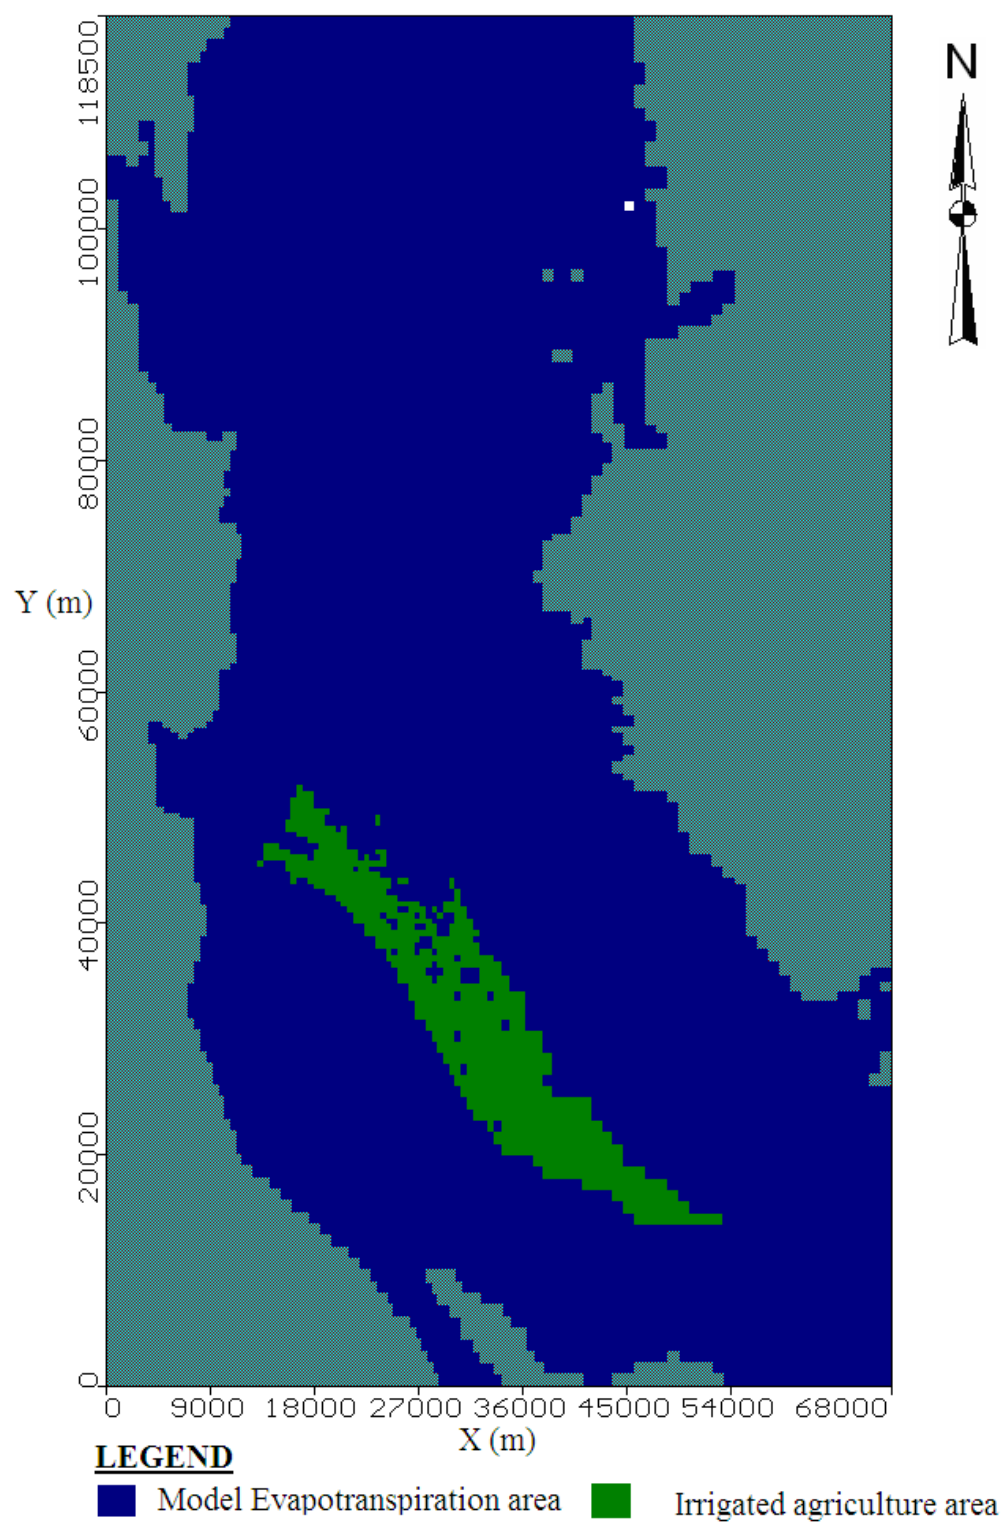 N
118500
100000
80000
Y (m)
60000
40000
20000
0
0 9000 18000 27000 36000 45000 54000 68000
X (m)
LEGEND
Model Evapotranspiration area
Irrigated agriculture area